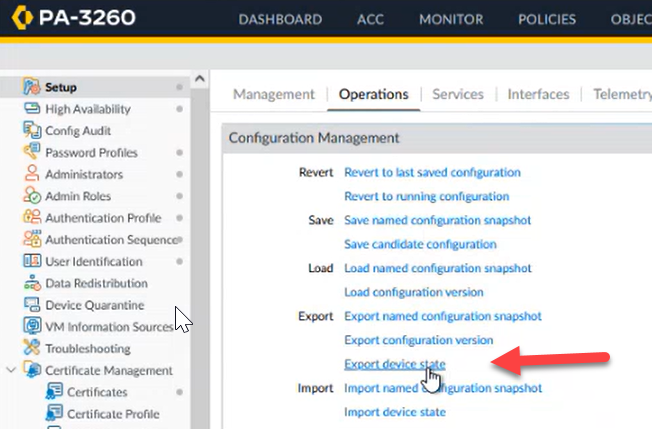 PA-3260
DASHBOARD ACC MONITOR POLICIES OBJEC
Setup
High Availability
Config Audit
Password Profiles
Administrators
Admin Roles
Authentication Profile
Authentication Sequence
User Identification
Data Redistribution
Device Quarantine
VM Information Sources
Troubleshooting
Certificate Management
Certificates
Certificate Profile
Management Operations Services Interfaces Telemetry
Configuration Management
Revert Revert to last saved configuration
Revert to running configuration
Save Save named configuration snapshot
Save candidate configuration
Load Load named configuration snapshot
Load configuration version
Export Export named configuration snapshot
Export configuration version
Export device state
Import Import named configuration snapshot
Import device state